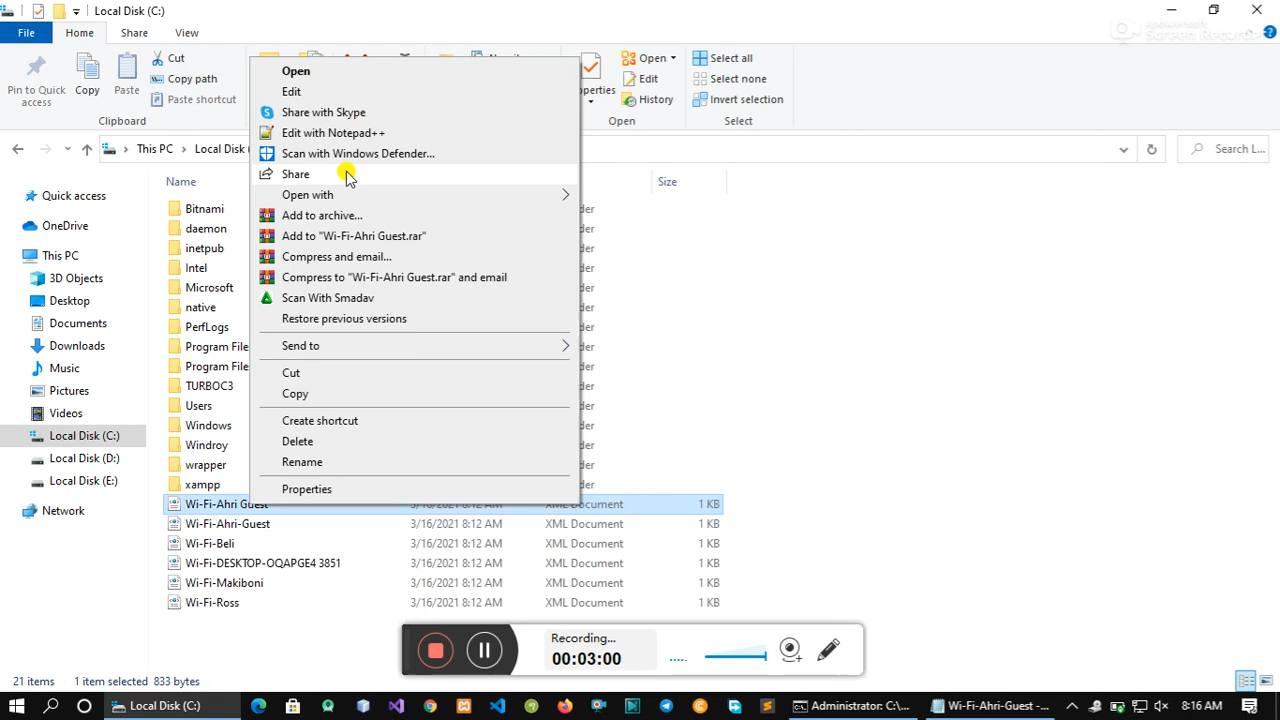 Local Disk (C:)
File Home Share View
Apowersoft
Screen Recorder
Pin to Quick access
Copy
Paste
Cut
Copy path
Paste shortcut
Clipboard
Open
Edit
History
Open
Select all
Select none
Invert selection
Select
This PC Local Disk
Search L...
Name Size
Quick access
OneDrive
This PC
3D Objects
Desktop
Documents
Downloads
Music
Pictures
Videos
Local Disk (C:)
Local Disk (D:)
Local Disk (E:)
Network
Bitnami
daemon
inetpub
Intel
Microsoft
native
PerfLogs
Program File
Program File
TURBOC3
Users
Windows
Windroy
wrapper
xampp
Wi-Fi-Ahri Guest 3/16/2021 8:12 AM XML Document 1 KB
Wi-Fi-Ahri-Guest 3/16/2021 8:12 AM XML Document 1 KB
Wi-Fi-Beli 3/16/2021 8:12 AM XML Document 1 KB
Wi-Fi-DESKTOP-OQAPGE4 3851 3/16/2021 8:12 AM XML Document 1 KB
Wi-Fi-Makiboni 3/16/2021 8:12 AM XML Document 1 KB
Wi-Fi-Ross 3/16/2021 8:12 AM XML Document 1 KB
Open
Edit
Share with Skype
Edit with Notepad++
Scan with Windows Defender...
Share
Open with
Add to archive...
Add to "Wi-Fi-Ahri Guest.rar"
Compress and email...
Compress to "Wi-Fi-Ahri Guest.rar" and email
Scan With Smadav
Restore previous versions
Send to
Cut
Copy
Create shortcut
Delete
Rename
Properties
Recording...
00:03:00
21 items 1 item selected 833 bytes
Local Disk (C:)
Administrator: C:\...
Wi-Fi-Ahri-Guest -...
8:16 AM